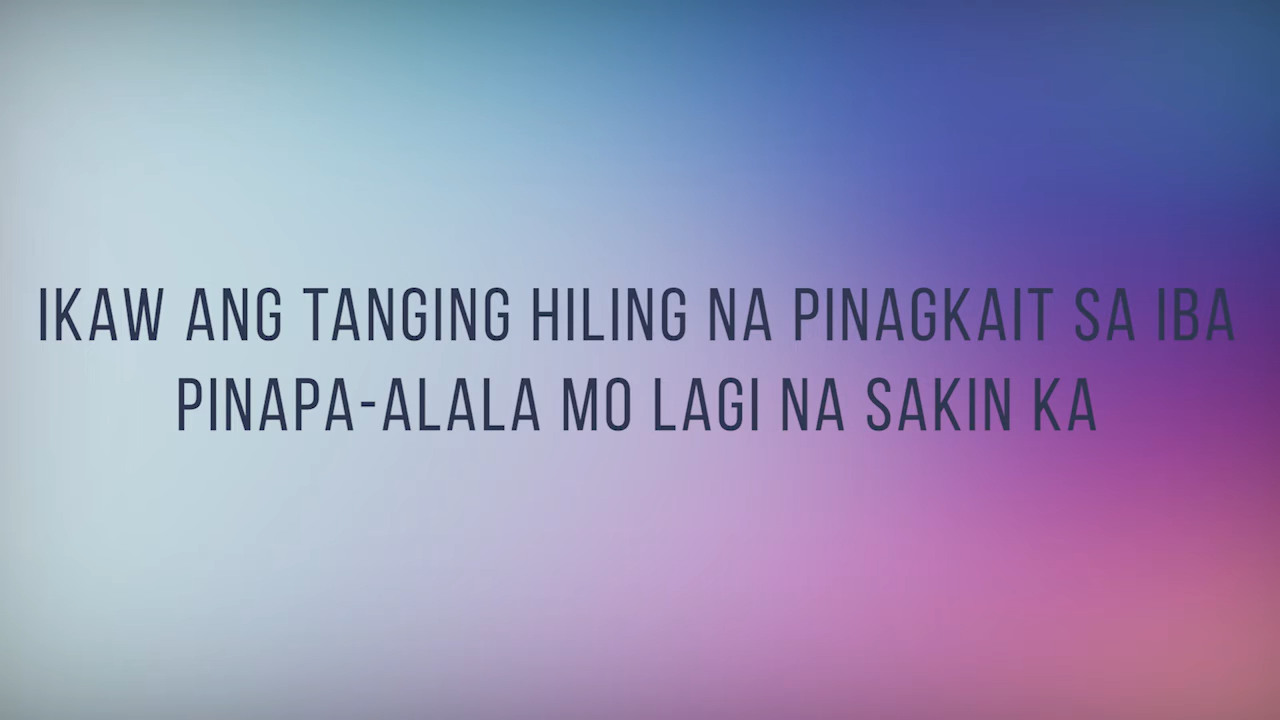 IKAW ANG TANGING HILING NA PINAGKAIT SA IBA
PINAPA-ALALA MO LAGI NA SAKIN KA